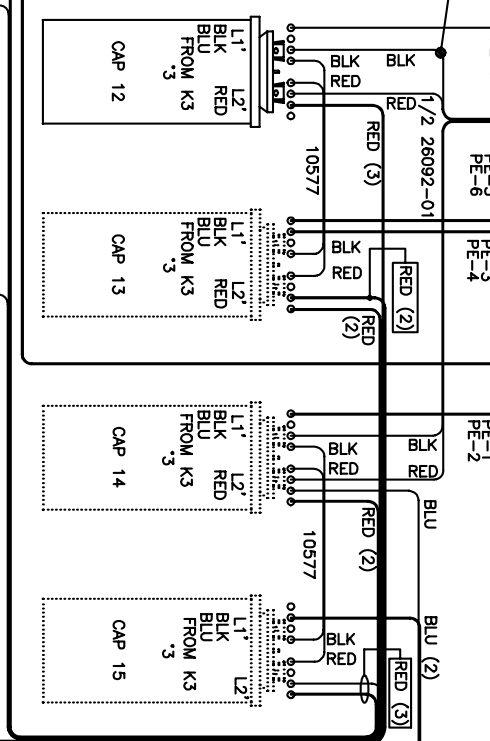 CAP 12
FROM K3
°3
BLK
BLU
L1'
RED
L2'
BLK
RED
BLK
RED
RED (3)
10577
1/2 26092-01
PE-6
CAP 13
FROM K3
°3
BLK
BLU
L1'
RED
L2'
BLK
RED
RED (2)
RED
(2)
PE-3
PE-4
CAP 14
FROM K3
°3
BLK
BLU
L1'
RED
L2'
BLK
RED
BLK
RED
RED (2)
10577
BLU
PE-2
CAP 15
FROM K3
°3
BLK
BLU
L1'
L2'
BLK
RED
BLU (2)
RED (3)